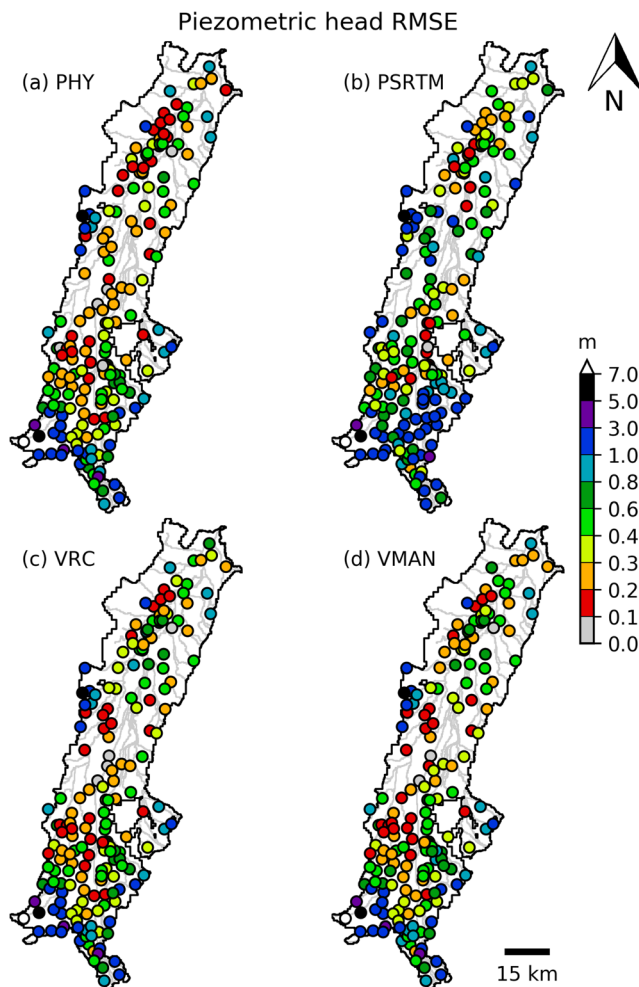 Piezometric head RMSE
(a) PHY
(b) PSRTM
N
m
7.0
5.0
3.0
1.0
0.8
0.6
0.4
0.3
0.2
0.1
0.0
(c) VRC
(d) VMAN
15 km